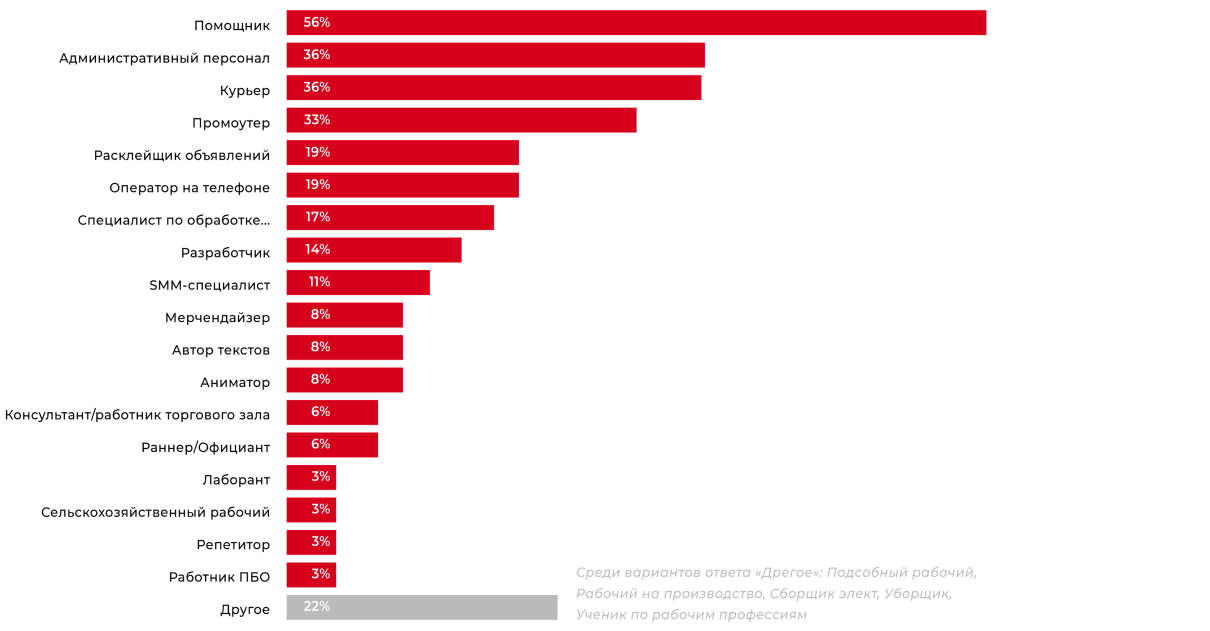 Помощник 56%
Административный персонал 36%
Курьер 36%
Промоутер 33%
Расклейщик объявлений 19%
Оператор на телефоне 19%
Специалист по обработке... 17%
Разработчик 14%
SMM-специалист 11%
Мерчендайзер 8%
Автор текстов 8%
Аниматор 8%
Консультант/работник торгового зала 6%
Раннер/Официант 6%
Лаборант 3%
Сельскохозяйственный рабочий 3%
Репетитор 3%
Работник ПБО 3%
Другое 22%
Среди вариантов ответа «Дрегое»: Подсобный рабочий,
Рабочий на производство, Сборщик элект, Уборщик,
Ученик по рабочим профессиям